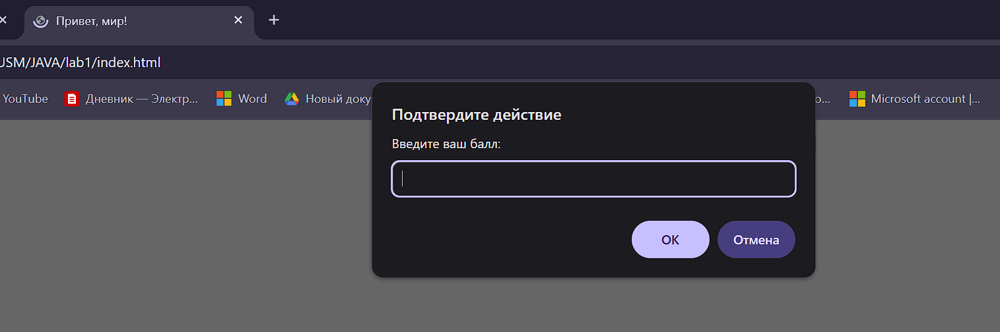 Привет, мир!
USM/JAVA/lab1/index.html
YouTube
Дневник — Электр...
Word
Новый доку
о...
Microsoft account |...
Подтвердите действие
Введите ваш балл:
ОК
Отмена